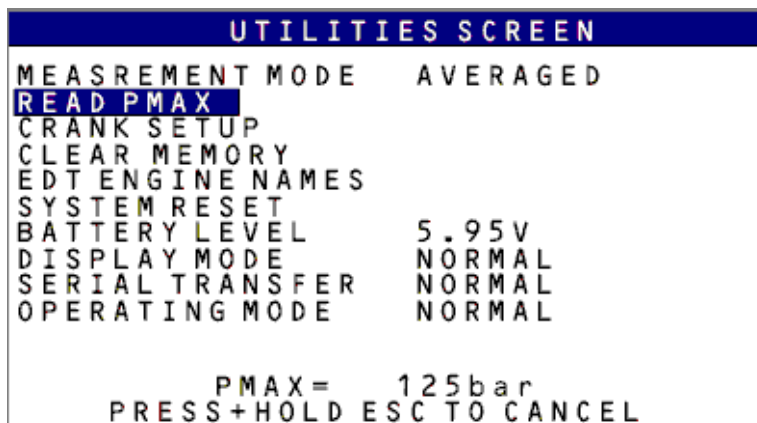 UTILITIES SCREEN
MEASREMENT MODE AVERAGED
READ PMAX
CRANK SETUP
CLEAR MEMORY
EDT ENGINE NAMES
SYSTEM RESET
BATTERY LEVEL 5.95V
DISPLAY MODE NORMAL
SERIAL TRANSFER NORMAL
OPERATING MODE NORMAL
PMAX= 125bar
PRESS+HOLD ESC TO CANCEL